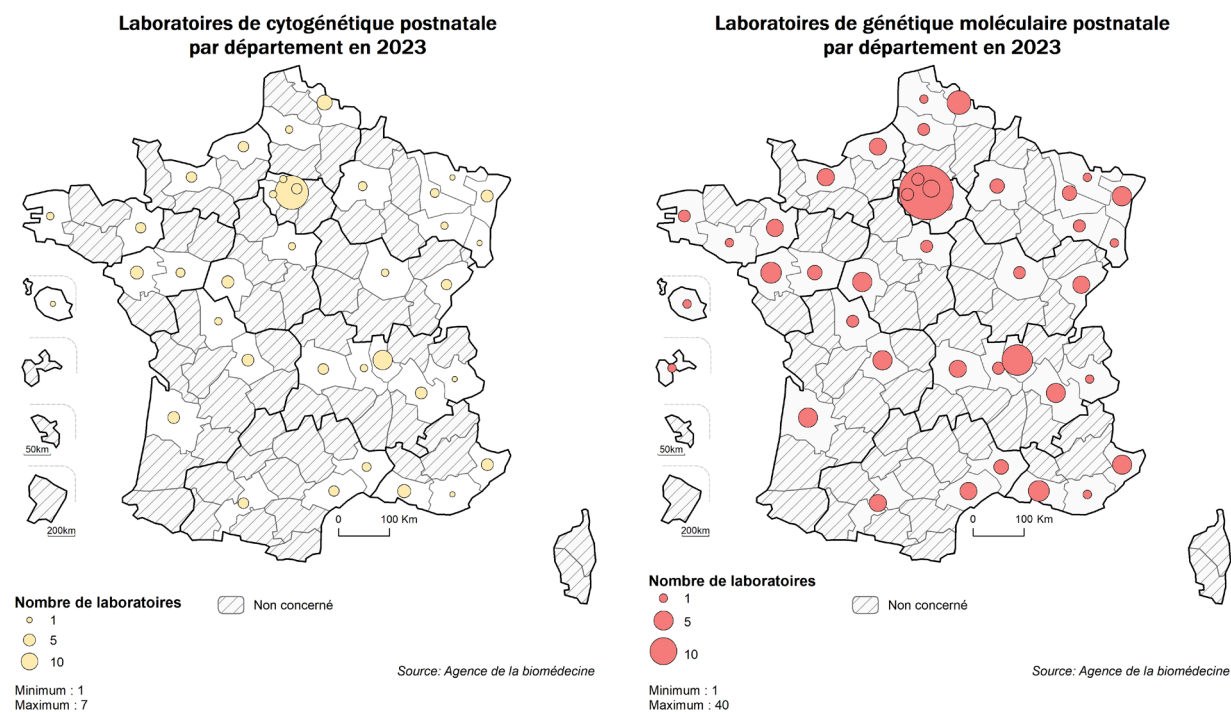 Laboratoires de cytogénétique postnatale
par département en 2023
50km
200km
0 100 Km
Nombre de laboratoires
1
5
10
Non concerné
Source: Agence de la biomédecine
Minimum : 1
Maximum : 7
Laboratoires de génétique moléculaire postnatale
par département en 2023
50km
200km
0 100 Km
Nombre de laboratoires
1
5
10
Non concerné
Source: Agence de la biomédecine
Minimum : 1
Maximum : 40